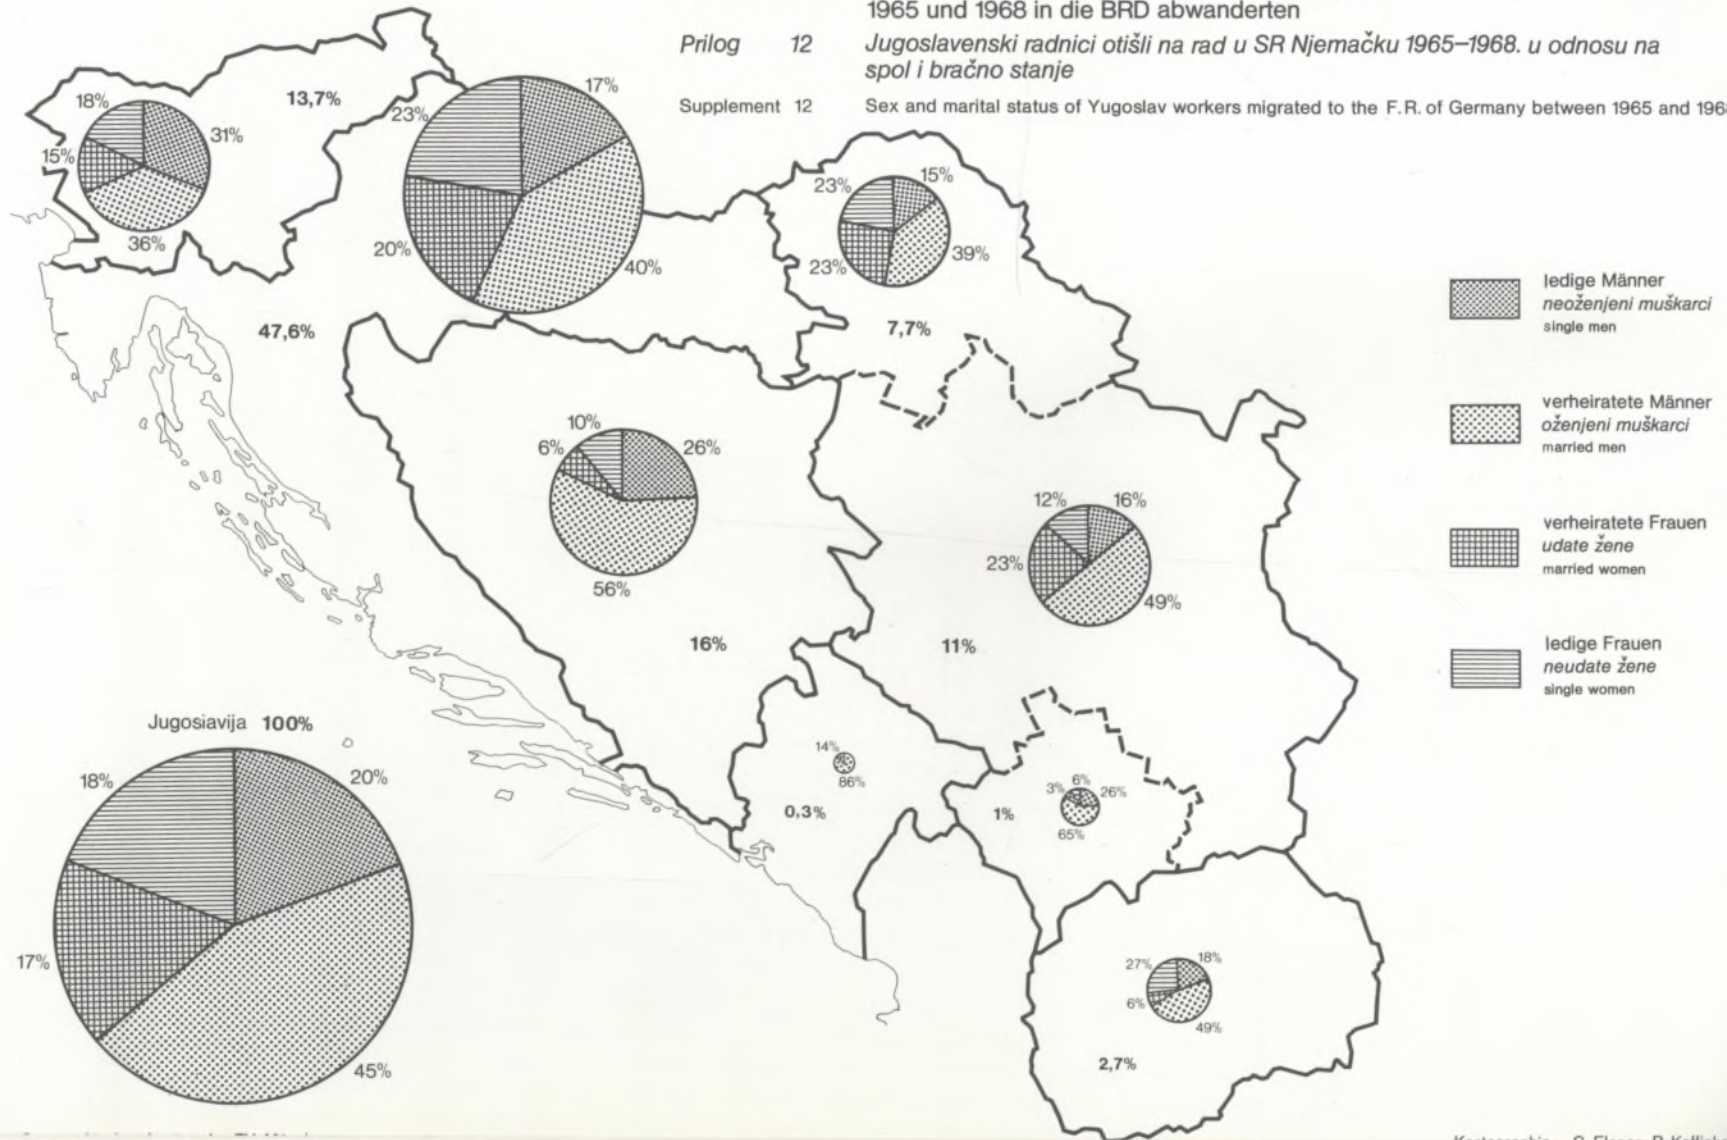 1965 und 1968 in die BRD abwanderten
Prilog 12 Jugoslavenski radnici otišli na rad u SR Njemačku 1965–1968. u odnosu na
spol i bračno stanje
Supplement 12 Sex and marital status of Yugoslav workers migrated to the F.R. of Germany between 1965 and 196
13,7%
18%
31%
15%
36%
17%
23%
20%
40%
47,6%
23%
15%
23%
39%
7,7%
10%
26%
6%
56%
16%
12%
16%
23%
49%
11%
14%
86%
0,3%
6%
3%
26%
65%
1%
27%
18%
6%
49%
2,7%
Jugosiavija 100%
18%
20%
17%
45%
ledige Männer
neoženjeni muškarci
single men
verheiratete Männer
oženjeni muškarci
married men
verheiratete Frauen
udate žene
married women
ledige Frauen
neudate žene
single women